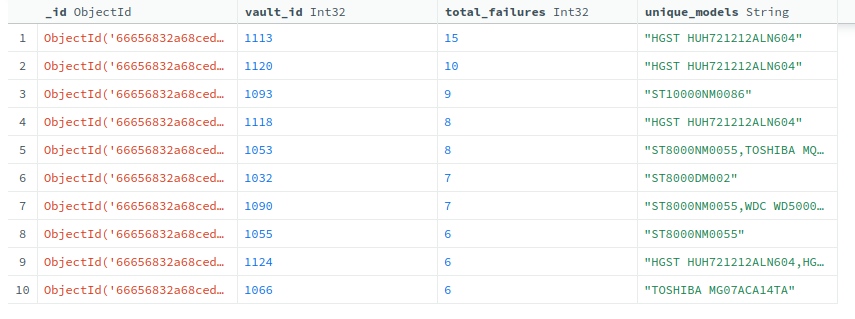 _id ObjectId vault_id Int32 total_failures Int32 unique_models String
1 ObjectId('66656832a68ced… 1113 15 "HGST HUH721212ALN604"
2 ObjectId('66656832a68ced… 1120 10 "HGST HUH721212ALN604"
3 ObjectId('66656832a68ced… 1093 9 "ST10000NM0086"
4 ObjectId('66656832a68ced… 1118 8 "HGST HUH721212ALN604"
5 ObjectId('66656832a68ced… 1053 8 "ST8000NM0055,TOSHIBA MQ…
6 ObjectId('66656832a68ced… 1032 7 "ST8000DM002"
7 ObjectId('66656832a68ced… 1090 7 "ST8000NM0055,WDC WD5000…
8 ObjectId('66656832a68ced… 1055 6 "ST8000NM0055"
9 ObjectId('66656832a68ced… 1124 6 "HGST HUH721212ALN604,HG…
10 ObjectId('66656832a68ced… 1066 6 "TOSHIBA MG07ACA14TA"